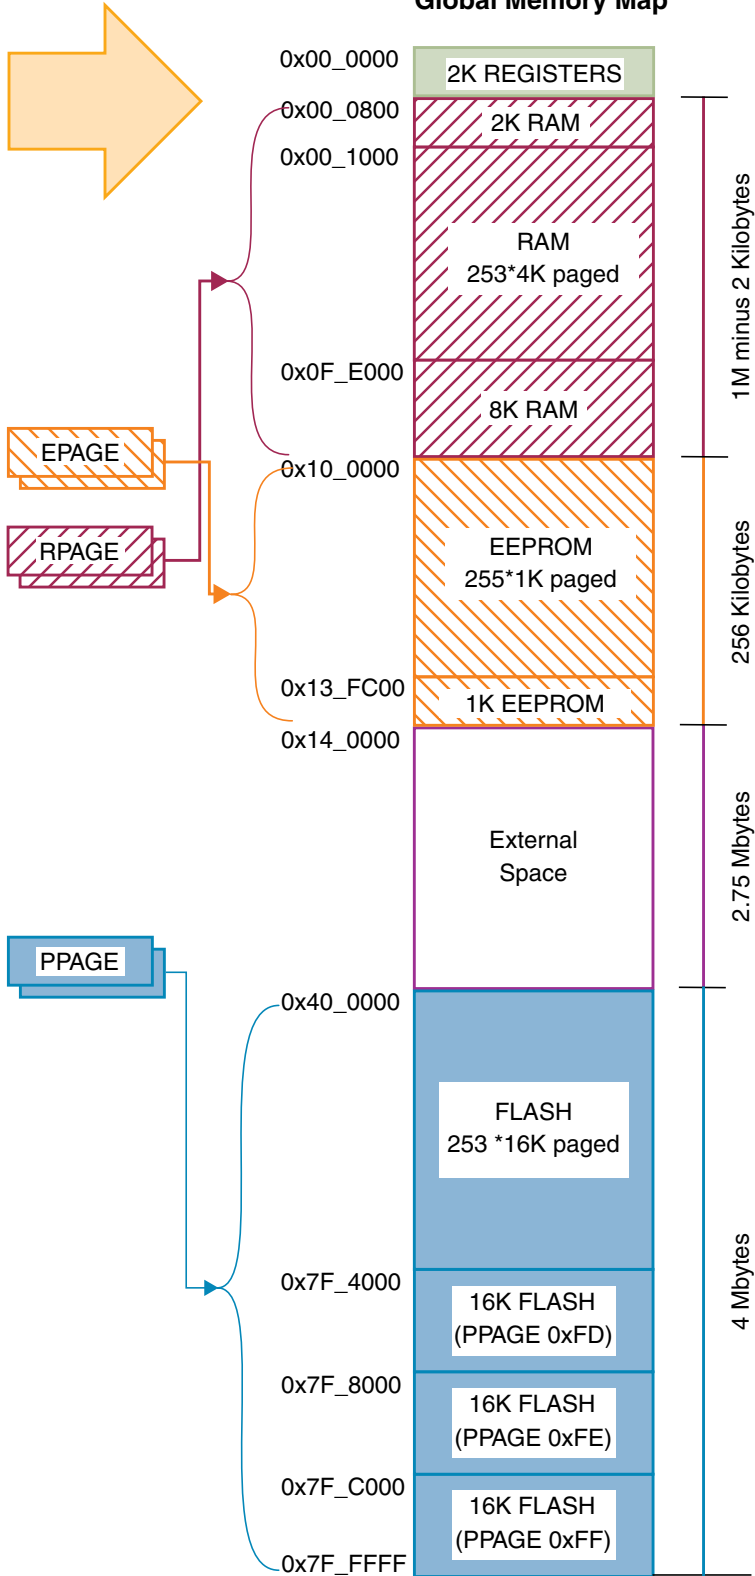 Global Memory Map
0x00_0000
2K REGISTERS
0x00_0800
2K RAM
0x00_1000
RAM
253*4K paged
1M minus 2 Kilobytes
0x0F_E000
8K RAM
EPAGE
0x10_0000
RPAGE
EEPROM
255*1K paged
256 Kilobytes
0x13_FC00
1K EEPROM
0x14_0000
External
Space
2.75 Mbytes
PPAGE
0x40_0000
FLASH
253 *16K paged
4 Mbytes
0x7F_4000
16K FLASH
(PPAGE 0xFD)
0x7F_8000
16K FLASH
(PPAGE 0xFE)
0x7F_C000
16K FLASH
(PPAGE 0xFF)
0x7F_FFFF